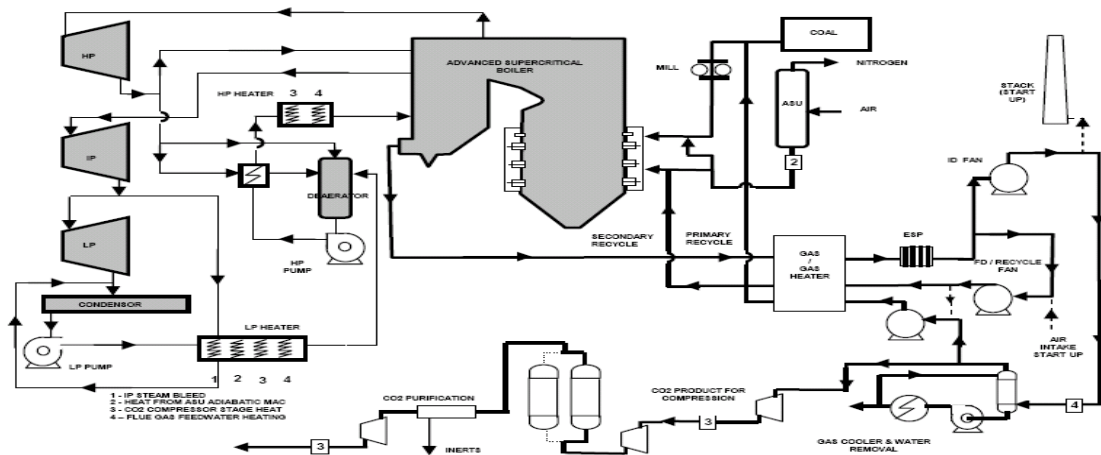 HP
IP
LP
CONDENSOR
LP PUMP
LP HEATER
1 2 3 4
1 - IP STEAM BLEED
2 - HEAT FROM ASU ADIABATIC MAC
3 - CO2 COMPRESSOR STAGE HEAT
4 - FLUE GAS FEEDWATER HEATING
HP HEATER
3 4
DEAERATOR
HP
PUMP
ADVANCED SUPERCRITICAL
BOILER
MILL
COAL
NITROGEN
ASU
AIR
2
STACK
(START
UP)
ID FAN
SECONDARY
RECYCLE
PRIMARY
RECYCLE
GAS
/
GAS
HEATER
ESP
FD / RECYCLE
FAN
AIR
INTAKE
START UP
CO2 PURIFICATION
INERTS
3
CO2 PRODUCT FOR
COMPRESSION
3
4
GAS COOLER & WATER
REMOVAL